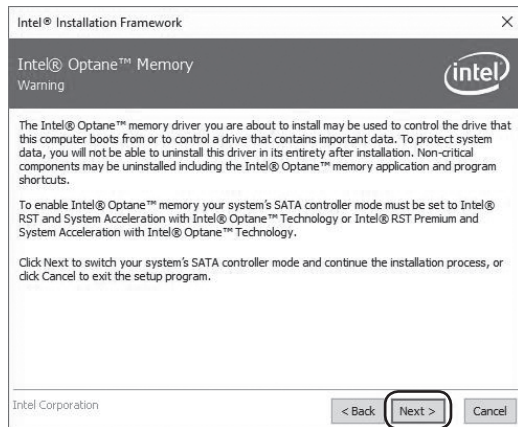 Intel® Installation Framework
Intel® Optane™ Memory
Warning
intel
The Intel® Optane™ memory driver you are about to install may be used to control the drive that
this computer boots from or to control a drive that contains important data. To protect system
data, you will not be able to uninstall this driver in its entirety after installation. Non-critical
components may be uninstalled including the Intel® Optane™ memory application and program
shortcuts.
To enable Intel® Optane™ memory your system's SATA controller mode must be set to Intel®
RST and System Acceleration with Intel® Optane™ Technology or Intel® RST Premium and
System Acceleration with Intel® Optane™ Technology.
Click Next to switch your system's SATA controller mode and continue the installation process, or
click Cancel to exit the setup program.
Intel Corporation
< Back Next > Cancel